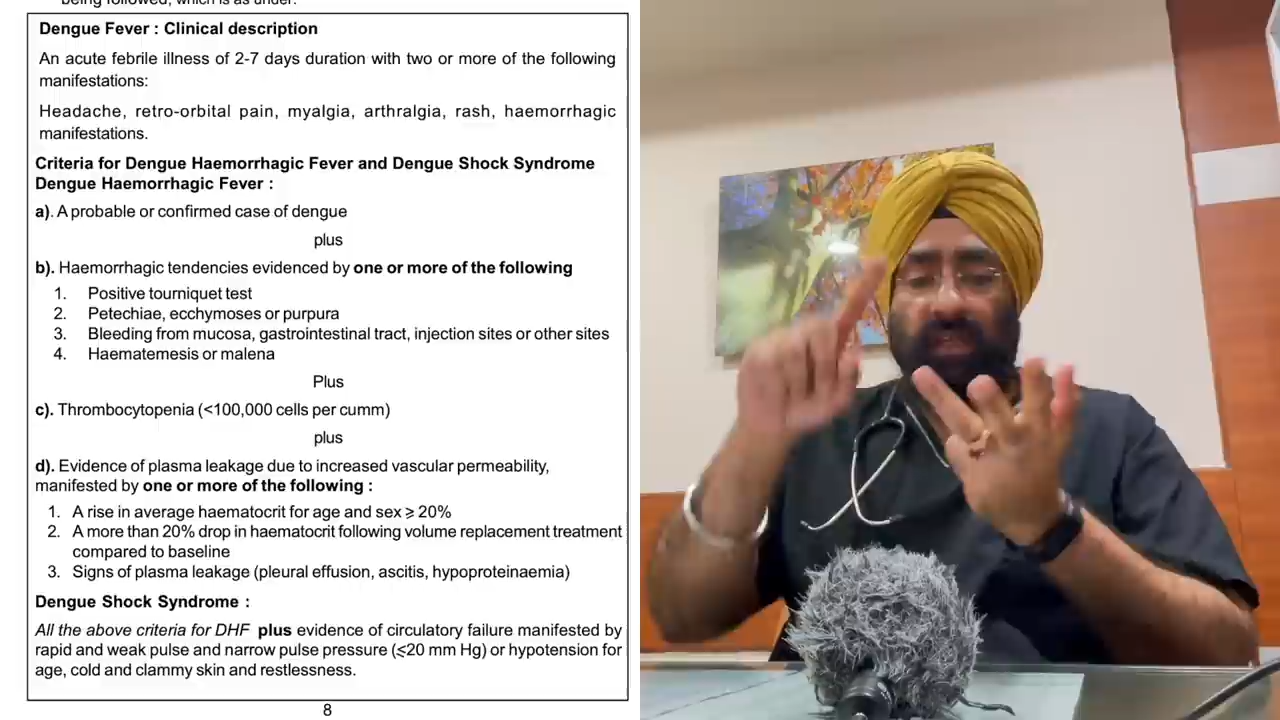 being followed, which is as under:
Dengue Fever : Clinical description
An acute febrile illness of 2-7 days duration with two or more of the following
manifestations:
Headache, retro-orbital pain, myalgia, arthralgia, rash, haemorrhagic
manifestations.
Criteria for Dengue Haemorrhagic Fever and Dengue Shock Syndrome
Dengue Haemorrhagic Fever :
a). A probable or confirmed case of dengue
plus
b). Haemorrhagic tendencies evidenced by one or more of the following
1. Positive tourniquet test
2. Petechiae, ecchymoses or purpura
3. Bleeding from mucosa, gastrointestinal tract, injection sites or other sites
4. Haematemesis or malena
Plus
c). Thrombocytopenia (<100,000 cells per cumm)
plus
d). Evidence of plasma leakage due to increased vascular permeability,
manifested by one or more of the following :
1. A rise in average haematocrit for age and sex ≥ 20%
2. A more than 20% drop in haematocrit following volume replacement treatment
compared to baseline
3. Signs of plasma leakage (pleural effusion, ascitis, hypoproteinaemia)
Dengue Shock Syndrome :
All the above criteria for DHF plus evidence of circulatory failure manifested by
rapid and weak pulse and narrow pulse pressure (≤20 mm Hg) or hypotension for
age, cold and clammy skin and restlessness.
8